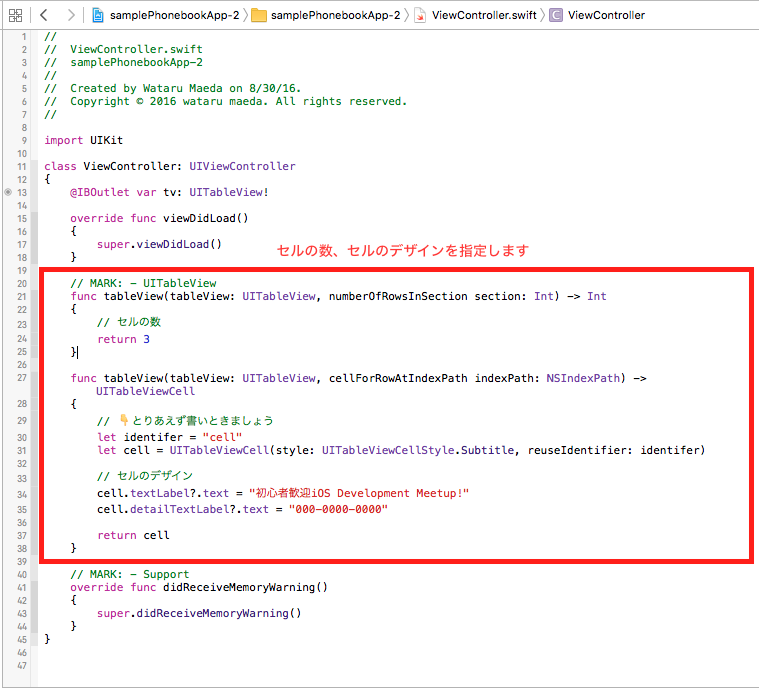 samplePhonebookApp-2 〉 samplePhonebookApp-2 〉 ViewController.swift 〉 C ViewController
1 //
2 //  ViewController.swift
3 //  samplePhonebookApp-2
4 //
5 //  Created by Wataru Maeda on 8/30/16.
6 //  Copyright © 2016 wataru maeda. All rights reserved.
7 //
8
9 import UIKit
10
11 class ViewController: UIViewController
12 {
13     @IBOutlet var tv: UITableView!
14
15     override func viewDidLoad()
16     {
17         super.viewDidLoad()
セルの数、セルのデザインを指定します
18     }
19
20     // MARK: - UITableView
21     func tableView(tableView: UITableView, numberOfRowsInSection section: Int) -> Int
22     {
23         // セルの数
24         return 3
25     }
26
27     func tableView(tableView: UITableView, cellForRowAtIndexPath indexPath: NSIndexPath) ->
        UITableViewCell
28     {
29         // 👇とりあえず書いときましょう
30         let identifer = "cell"
31         let cell = UITableViewCell(style: UITableViewCellStyle.Subtitle, reuseIdentifier: identifer)
32
33         // セルのデザイン
34         cell.textLabel?.text = "初心者歓迎iOS Development Meetup!"
35         cell.detailTextLabel?.text = "000-0000-0000"
36
37         return cell
38     }
39
40     // MARK: - Support
41     override func didReceiveMemoryWarning()
42     {
43         super.didReceiveMemoryWarning()
44     }
45 }
46
47